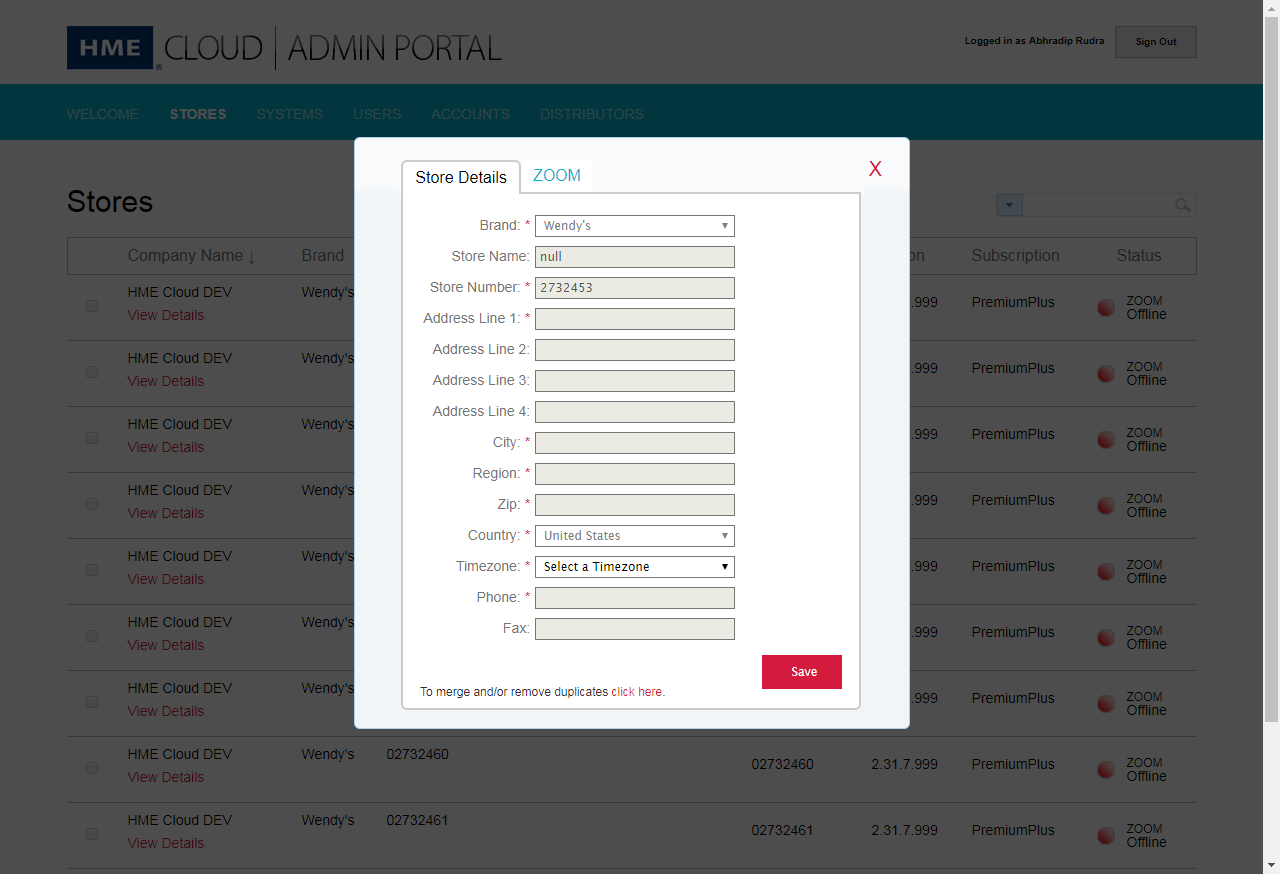 HME® CLOUD | ADMIN PORTAL
Logged in as Abhradip Rudra
Sign Out
WELCOME STORES SYSTEMS USERS ACCOUNTS DISTRIBUTORS
Stores
Company Name ↓ Brand on Subscription Status
HME Cloud DEV Wendy's .999 PremiumPlus ZOOM
View Details Offline
HME Cloud DEV Wendy's .999 PremiumPlus ZOOM
View Details Offline
HME Cloud DEV Wendy's .999 PremiumPlus ZOOM
View Details Offline
HME Cloud DEV Wendy's .999 PremiumPlus ZOOM
View Details Offline
HME Cloud DEV Wendy's .999 PremiumPlus ZOOM
View Details Offline
HME Cloud DEV Wendy's .999 PremiumPlus ZOOM
View Details Offline
HME Cloud DEV Wendy's .999 PremiumPlus ZOOM
View Details Offline
HME Cloud DEV Wendy's 02732460 02732460 2.31.7.999 PremiumPlus ZOOM
View Details Offline
HME Cloud DEV Wendy's 02732461 02732461 2.31.7.999 PremiumPlus ZOOM
View Details Offline
Store Details ZOOM X
Brand: * Wendy's
Store Name: null
Store Number: * 2732453
Address Line 1: *
Address Line 2:
Address Line 3:
Address Line 4:
City: *
Region: *
Zip: *
Country: * United States
Timezone: * Select a Timezone
Phone: *
Fax:
Save
To merge and/or remove duplicates click here.